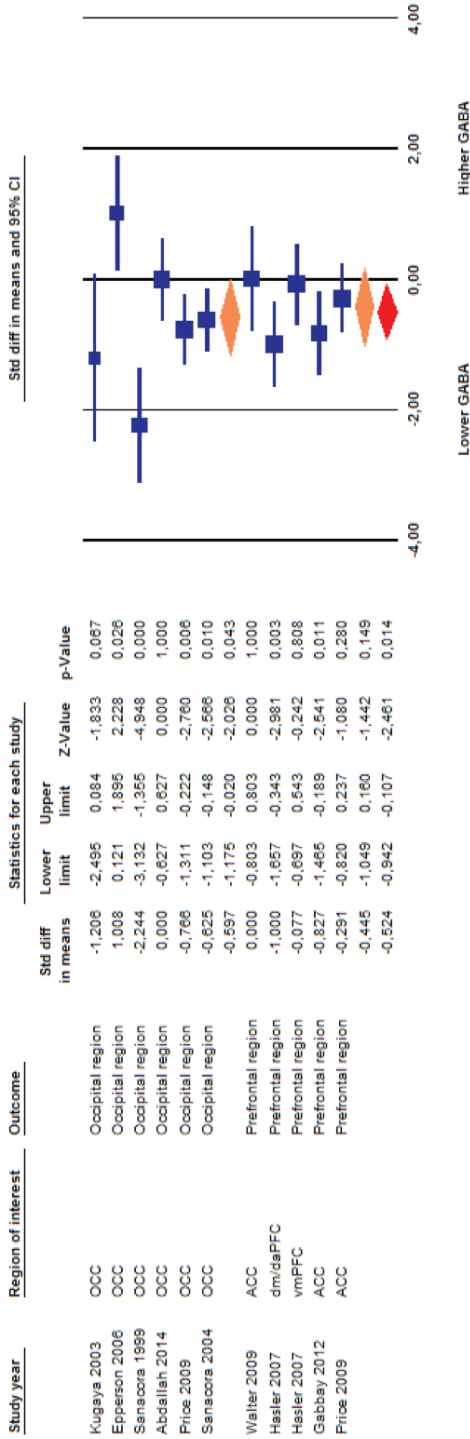 Study year Region of interest Outcome Statistics for each study Std diff in means and 95% CI
Std diff in means Lower limit Upper limit Z-Value p-Value
Kugaya 2003 OCC Occipital region -1,206 -2,495 0,084 -1,833 0,067
Epperson 2006 OCC Occipital region 1,008 0,121 1,895 2,228 0,026
Sanacora 1999 OCC Occipital region -2,244 -3,132 -1,355 -4,948 0,000
Abdallah 2014 OCC Occipital region 0,000 -0,627 0,627 0,000 1,000
Price 2009 OCC Occipital region -0,766 -1,311 -0,222 -2,760 0,006
Sanacora 2004 OCC Occipital region -0,625 -1,103 -0,148 -2,566 0,010
-0,597 -1,175 -0,020 -2,026 0,043
Walter 2009 ACC Prefrontal region 0,000 -0,803 0,803 0,000 1,000
Hasler 2007 dm/daPFC Prefrontal region -1,000 -1,657 -0,343 -2,981 0,003
Hasler 2007 vmPFC Prefrontal region -0,077 -0,697 0,543 -0,242 0,808
Gabbay 2012 ACC Prefrontal region -0,827 -1,465 -0,189 -2,541 0,011
Price 2009 ACC Prefrontal region -0,291 -0,820 0,237 -1,080 0,280
-0,445 -1,049 0,160 -1,442 0,149
-0,524 -0,942 -0,107 -2,461 0,014
-4,00 -2,00 0,00 2,00 4,00
Lower GABA Higher GABA